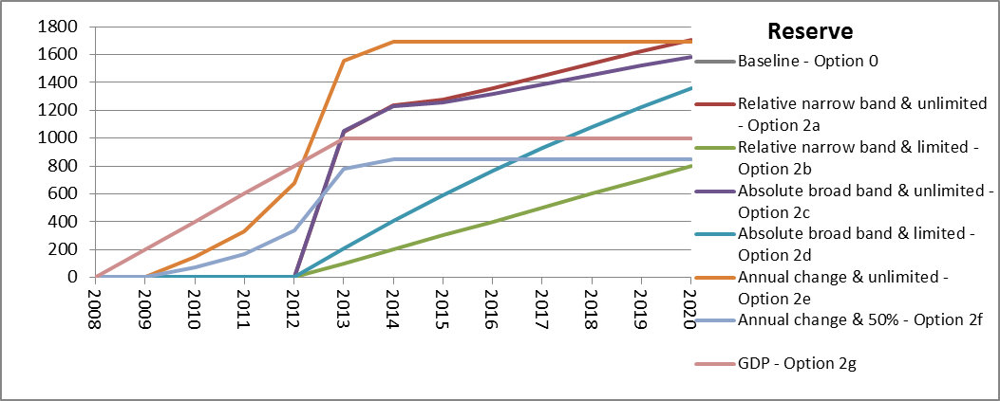 Reserve
1800
1600
1400
1200
1000
800
600
400
200
0
2008
2009
2010
2011
2012
2013
2014
2015
2016
2017
2018
2019
2020
Baseline - Option 0
Relative narrow band & unlimited
- Option 2a
Relative narrow band & limited -
Option 2b
Absolute broad band & unlimited -
Option 2c
Absolute broad band & limited -
Option 2d
Annual change & unlimited -
Option 2e
Annual change & 50% - Option 2f
GDP - Option 2g